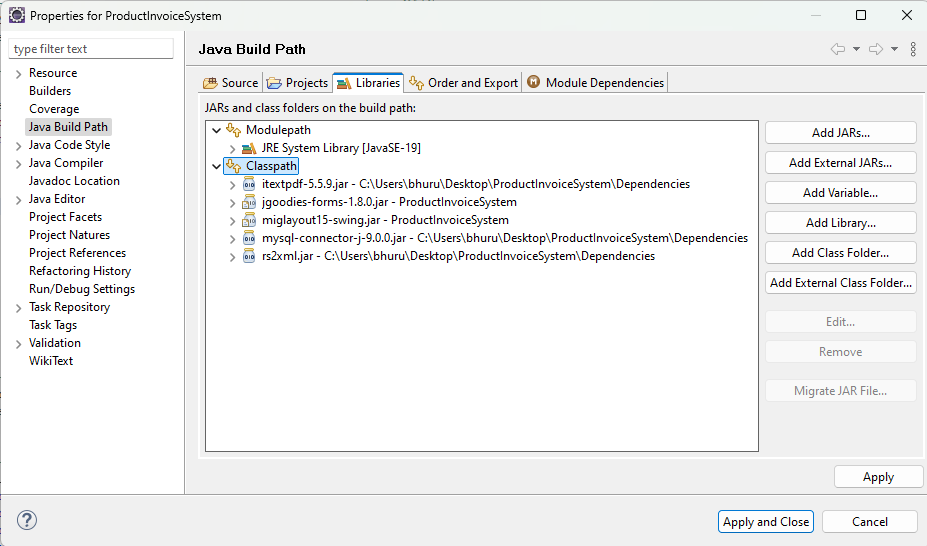 Properties for ProductInvoiceSystem
type filter text
Resource
Builders
Coverage
Java Build Path
Java Code Style
Java Compiler
Javadoc Location
Java Editor
Project Facets
Project Natures
Project References
Refactoring History
Run/Debug Settings
Task Repository
Task Tags
Validation
WikiText
Java Build Path
Source Projects Libraries Order and Export M Module Dependencies
JARs and class folders on the build path:
Modulepath
JRE System Library [JavaSE-19]
Classpath
itextpdf-5.5.9.jar - C:\Users\bhuru\Desktop\ProductInvoiceSystem\Dependencies
jgoodies-forms-1.8.0.jar - ProductInvoiceSystem
miglayout15-swing.jar - ProductInvoiceSystem
mysql-connector-j-9.0.0.jar - C:\Users\bhuru\Desktop\ProductInvoiceSystem\Dependencies
rs2xml.jar - C:\Users\bhuru\Desktop\ProductInvoiceSystem\Dependencies
Add JARs...
Add External JARs...
Add Variable...
Add Library...
Add Class Folder...
Add External Class Folder...
Edit...
Remove
Migrate JAR File...
Apply
?
Apply and Close
Cancel